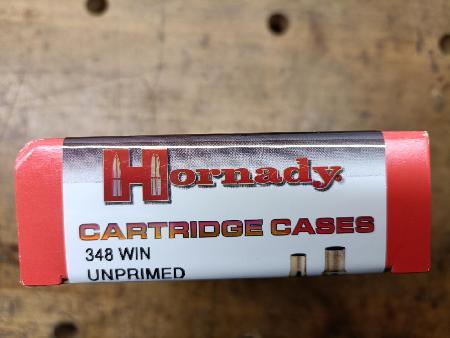 Hornady
CARTRIDGE CASES
348 WIN
UNPRIMED